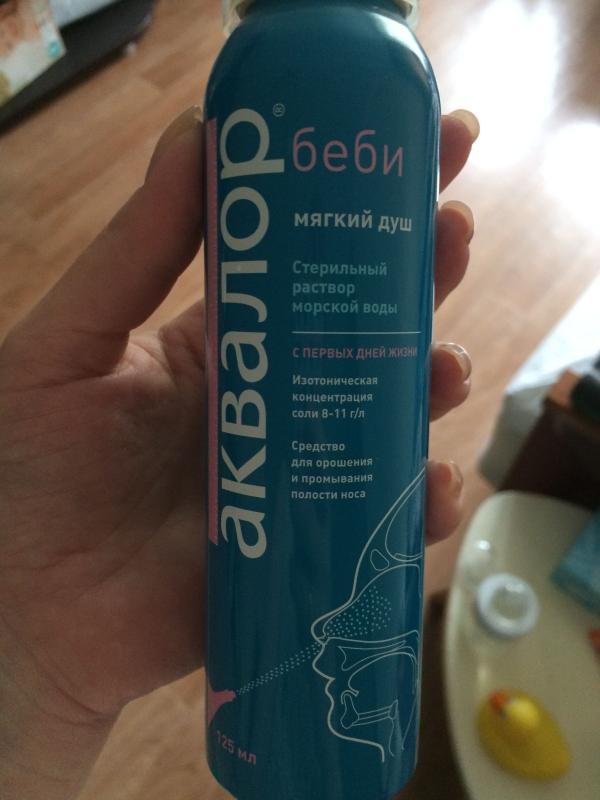 аквалор®
беби
мягкий душ
Стерильный
раствор
морской воды
С ПЕРВЫХ ДНЕЙ ЖИЗНИ
Изотоническая
концентрация
соли 8-11 г/л
Средство
для орошения
и промывания
полости носа
125 мл